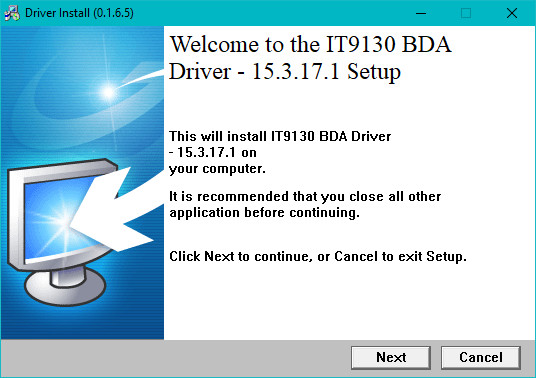 Driver Install (0.1.6.5)
Welcome to the IT9130 BDA
Driver - 15.3.17.1 Setup
This will install IT9130 BDA Driver
- 15.3.17.1 on
your computer.
It is recommended that you close all other
application before continuing.
Click Next to continue, or Cancel to exit Setup.
Next Cancel